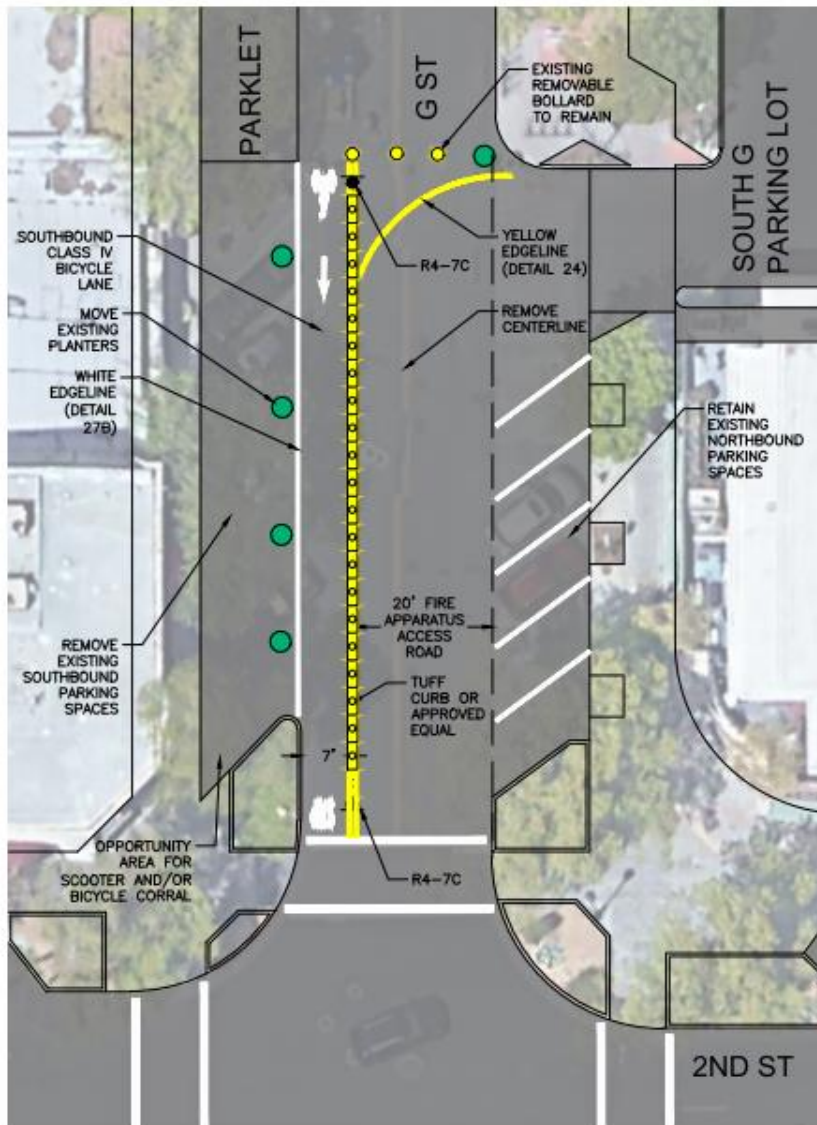 PARKLET
G ST
EXISTING
REMOVABLE
BOLLARD
TO REMAIN
SOUTH G
PARKING LOT
SOUTHBOUND
CLASS IV
BICYCLE
LANE
YELLOW
EDGELINE
(DETAIL 24)
R4-7C
MOVE
EXISTING
PLANTERS
REMOVE
CENTERLINE
WHITE
EDGELINE
(DETAIL
27B)
RETAIN
EXISTING
NORTHBOUND
PARKING
SPACES
20' FIRE
APPARATUS
ACCESS
ROAD
REMOVE
EXISTING
SOUTHBOUND
PARKING
SPACES
TUFF
CURB OR
APPROVED
EQUAL
7'
OPPORTUNITY
AREA FOR
SCOOTER AND/OR
BICYCLE CORRAL
R4-7C
2ND ST